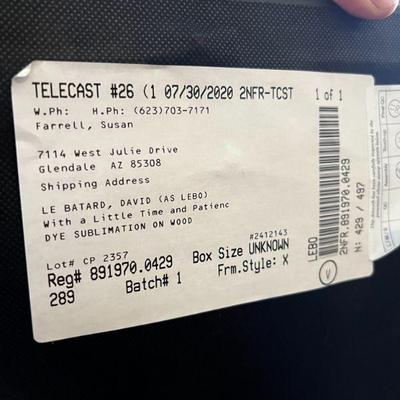 TELECAST #26 (1 07/30/2020 2NFR-TCST
1 of 1
W.Ph: H.Ph: (623)703-7171
Farrell, Susan
7114 West Julie Drive
Glendale AZ 85308
Shipping Address
LE BATARD, DAVID (AS LEBO)
With a Little Time and Patienc
DYE SUBLIMATION ON WOOD
#2412143
Lot# CP 2357
Box Size UNKNOWN
Reg# 891970.0429
Frm.Style: X
289
Batch# 1
LEBO
2NFR.891970.0429
N: 429 / 497
V